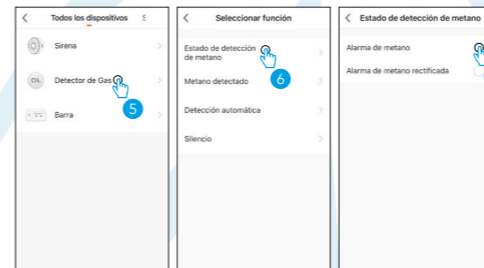 Todos los dispositivos
Sirena
CH₄
Detector de Gas
5
Barra
Seleccionar función
Estado de detección
de metano
6
Metano detectado
Detección automática
Silencio
Estado de detección de metano
Alarma de metano
Alarma de metano rectificada